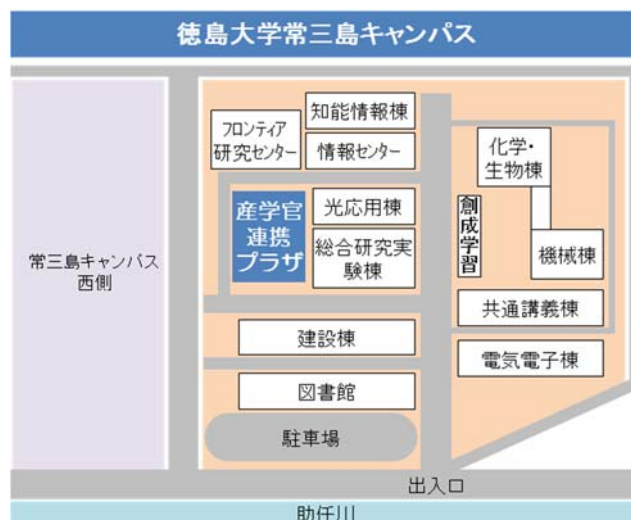 徳島大学常三島キャンパス
知能情報棟
フロンティア
研究センター
情報センター
化学・
生物棟
産学官
連携
プラザ
光応用棟
総合研究実
験棟
創成学習
機械棟
常三島キャンパス
西側
共通講義棟
建設棟
電気電子棟
図書館
駐車場
出入口
助任川